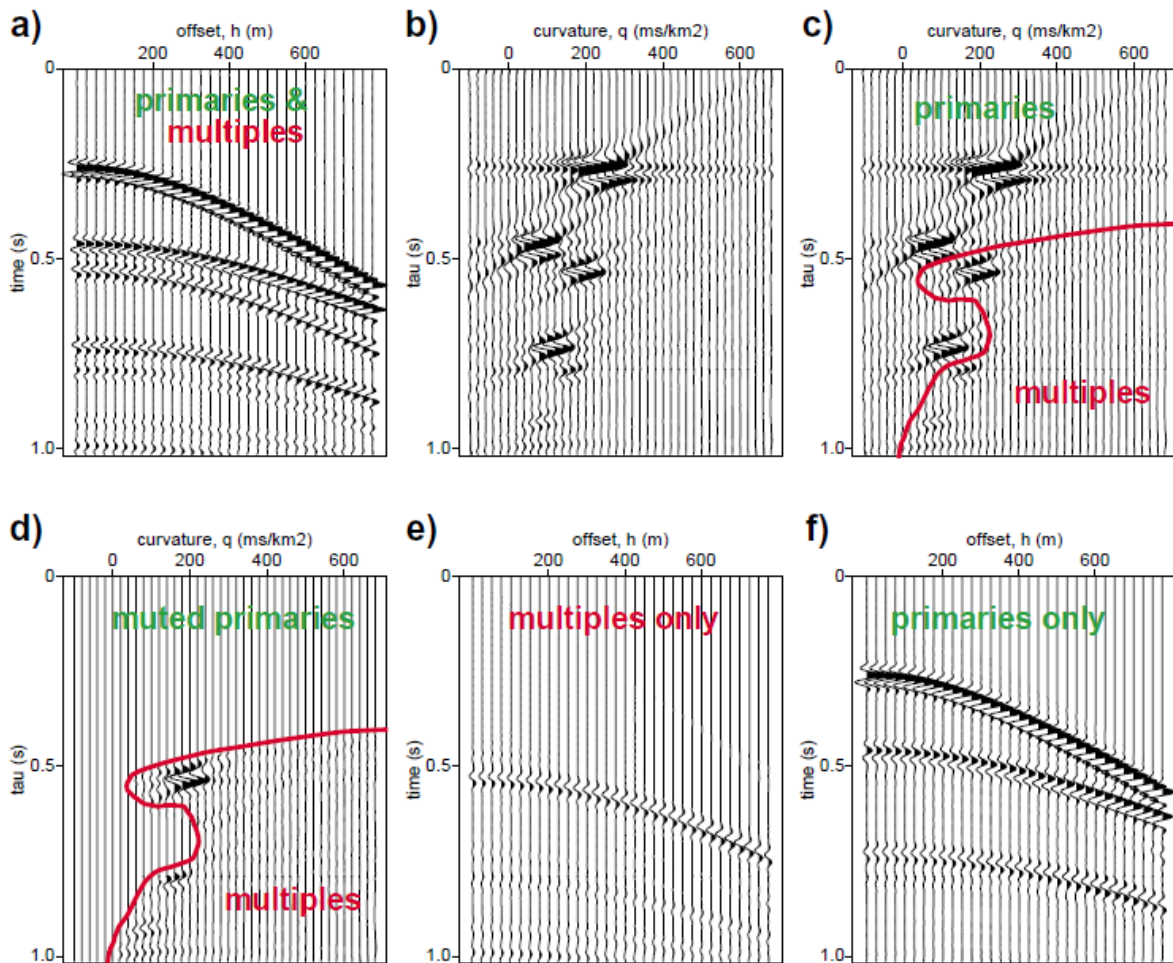 a)
offset, h (m)
200 400 600
0
0.5
1.0
time (s)
primaries &
multiples
b)
curvature, q (ms/km2)
0 200 400 600
0
0.5
1.0
tau (s)
c)
curvature, q (ms/km2)
0 200 400 600
0
0.5
1.0
tau (s)
primaries
multiples
d)
curvature, q (ms/km2)
0 200 400 600
0
0.5
1.0
tau (s)
muted primaries
multiples
e)
offset, h (m)
200 400 600
0
0.5
1.0
time (s)
multiples only
f)
offset, h (m)
200 400 600
0
0.5
1.0
time (s)
primaries only